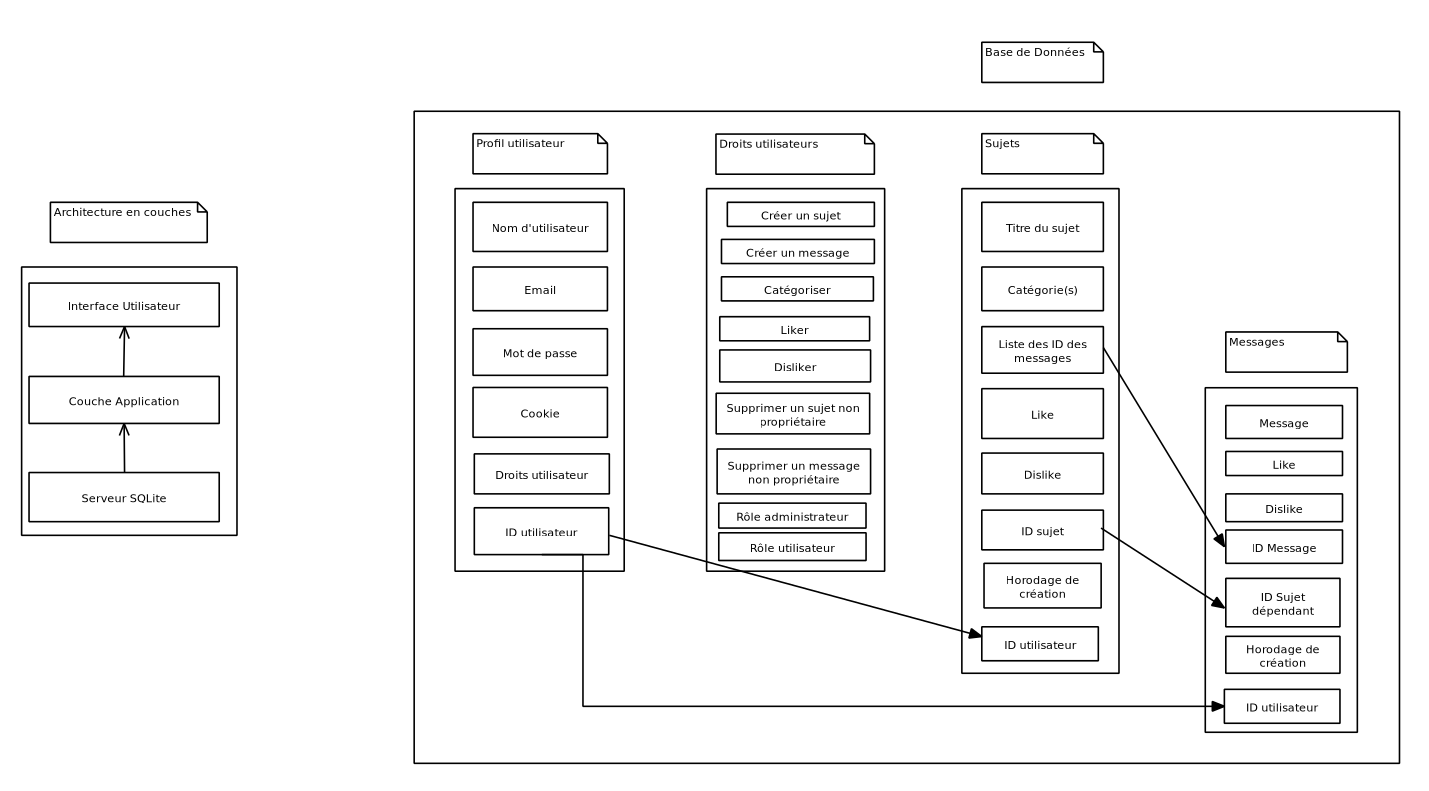 Base de Données
Architecture en couches
Interface Utilisateur
Couche Application
Serveur SQLite
Profil utilisateur
Nom d'utilisateur
Email
Mot de passe
Cookie
Droits utilisateur
ID utilisateur
Droits utilisateurs
Créer un sujet
Créer un message
Catégoriser
Liker
Disliker
Supprimer un sujet non
propriétaire
Supprimer un message
non propriétaire
Rôle administrateur
Rôle utilisateur
Sujets
Titre du sujet
Catégorie(s)
Liste des ID des
messages
Like
Dislike
ID sujet
Horodage de
création
ID utilisateur
Messages
Message
Like
Dislike
ID Message
ID Sujet
dépendant
Horodage de
création
ID utilisateur